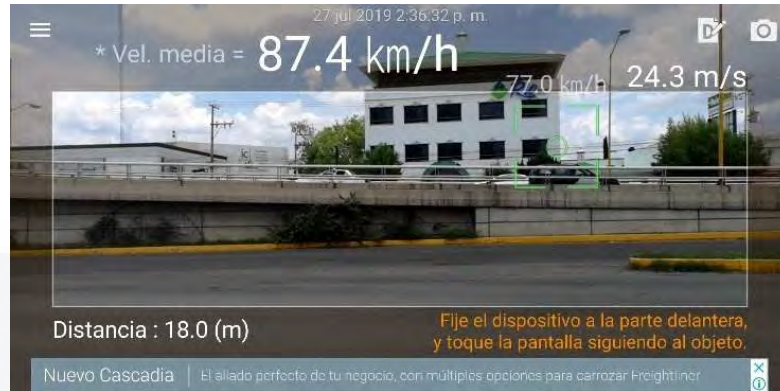 27 jul 2019 2:36:32 p. m.
* Vel. media = 87.4 km/h
77.0 km/h 24.3 m/s
Distancia : 18.0 (m)
Fije el dispositivo a la parte delantera,
y toque la pantalla siguiendo al objeto.
Nuevo Cascadia | El aliado perfecto de tu negocio, con múltiples opciones para carrozar Freightliner